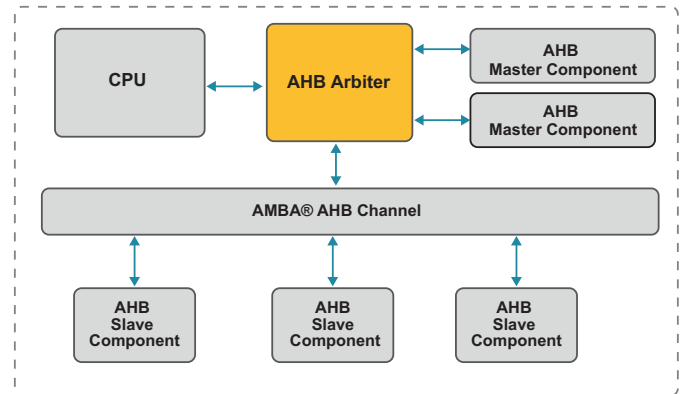 CPU
AHB Arbiter
AHB
Master Component
AHB
Master Component
AMBA® AHB Channel
AHB
Slave
Component
AHB
Slave
Component
AHB
Slave
Component